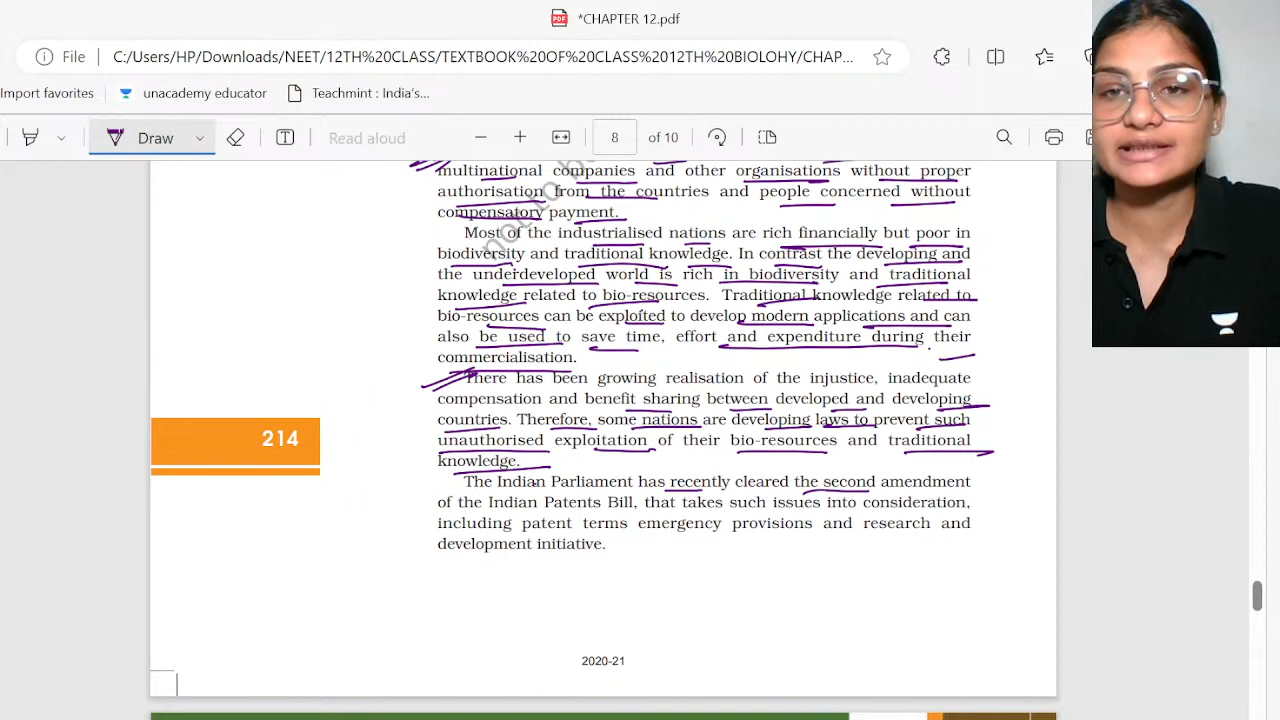 *CHAPTER 12.pdf
File C:/Users/HP/Downloads/NEET/12TH%20CLASS/TEXTBOOK%20OF%20CLASS%2012TH%20BIOLOHY/CHAP...
Import favorites unacademy educator Teachmint : India's...
Draw Read aloud 8 of 10
multinational companies and other organisations without proper
authorisation from the countries and people concerned without
compensatory payment.
Most of the industrialised nations are rich financially but poor in
biodiversity and traditional knowledge. In contrast the developing and
the underdeveloped world is rich in biodiversity and traditional
knowledge related to bio-resources. Traditional knowledge related to
bio-resources can be exploited to develop modern applications and can
also be used to save time, effort and expenditure during their
commercialisation.
There has been growing realisation of the injustice, inadequate
compensation and benefit sharing between developed and developing
countries. Therefore, some nations are developing laws to prevent such
unauthorised exploitation of their bio-resources and traditional
knowledge.
The Indian Parliament has recently cleared the second amendment
of the Indian Patents Bill, that takes such issues into consideration,
including patent terms emergency provisions and research and
development initiative.
214
not to b
2020-21